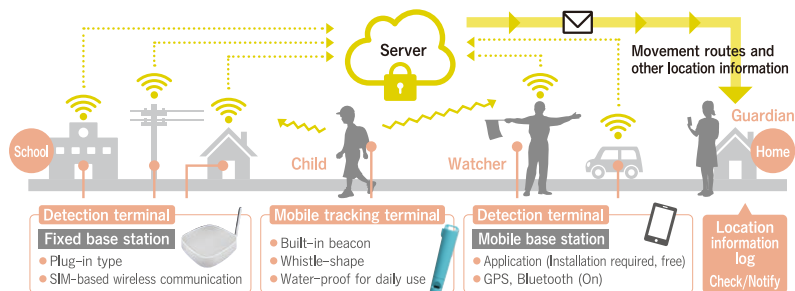 Server
Movement routes and
other location information
School
Child
Watcher
Guardian
Home
Detection terminal
Fixed base station
• Plug-in type
• SIM-based wireless communication
Mobile tracking terminal
• Built-in beacon
• Whistle-shape
• Water-proof for daily use
Detection terminal
Mobile base station
• Application (Installation required, free)
• GPS, Bluetooth (On)
Location
information
log
Check/Notify